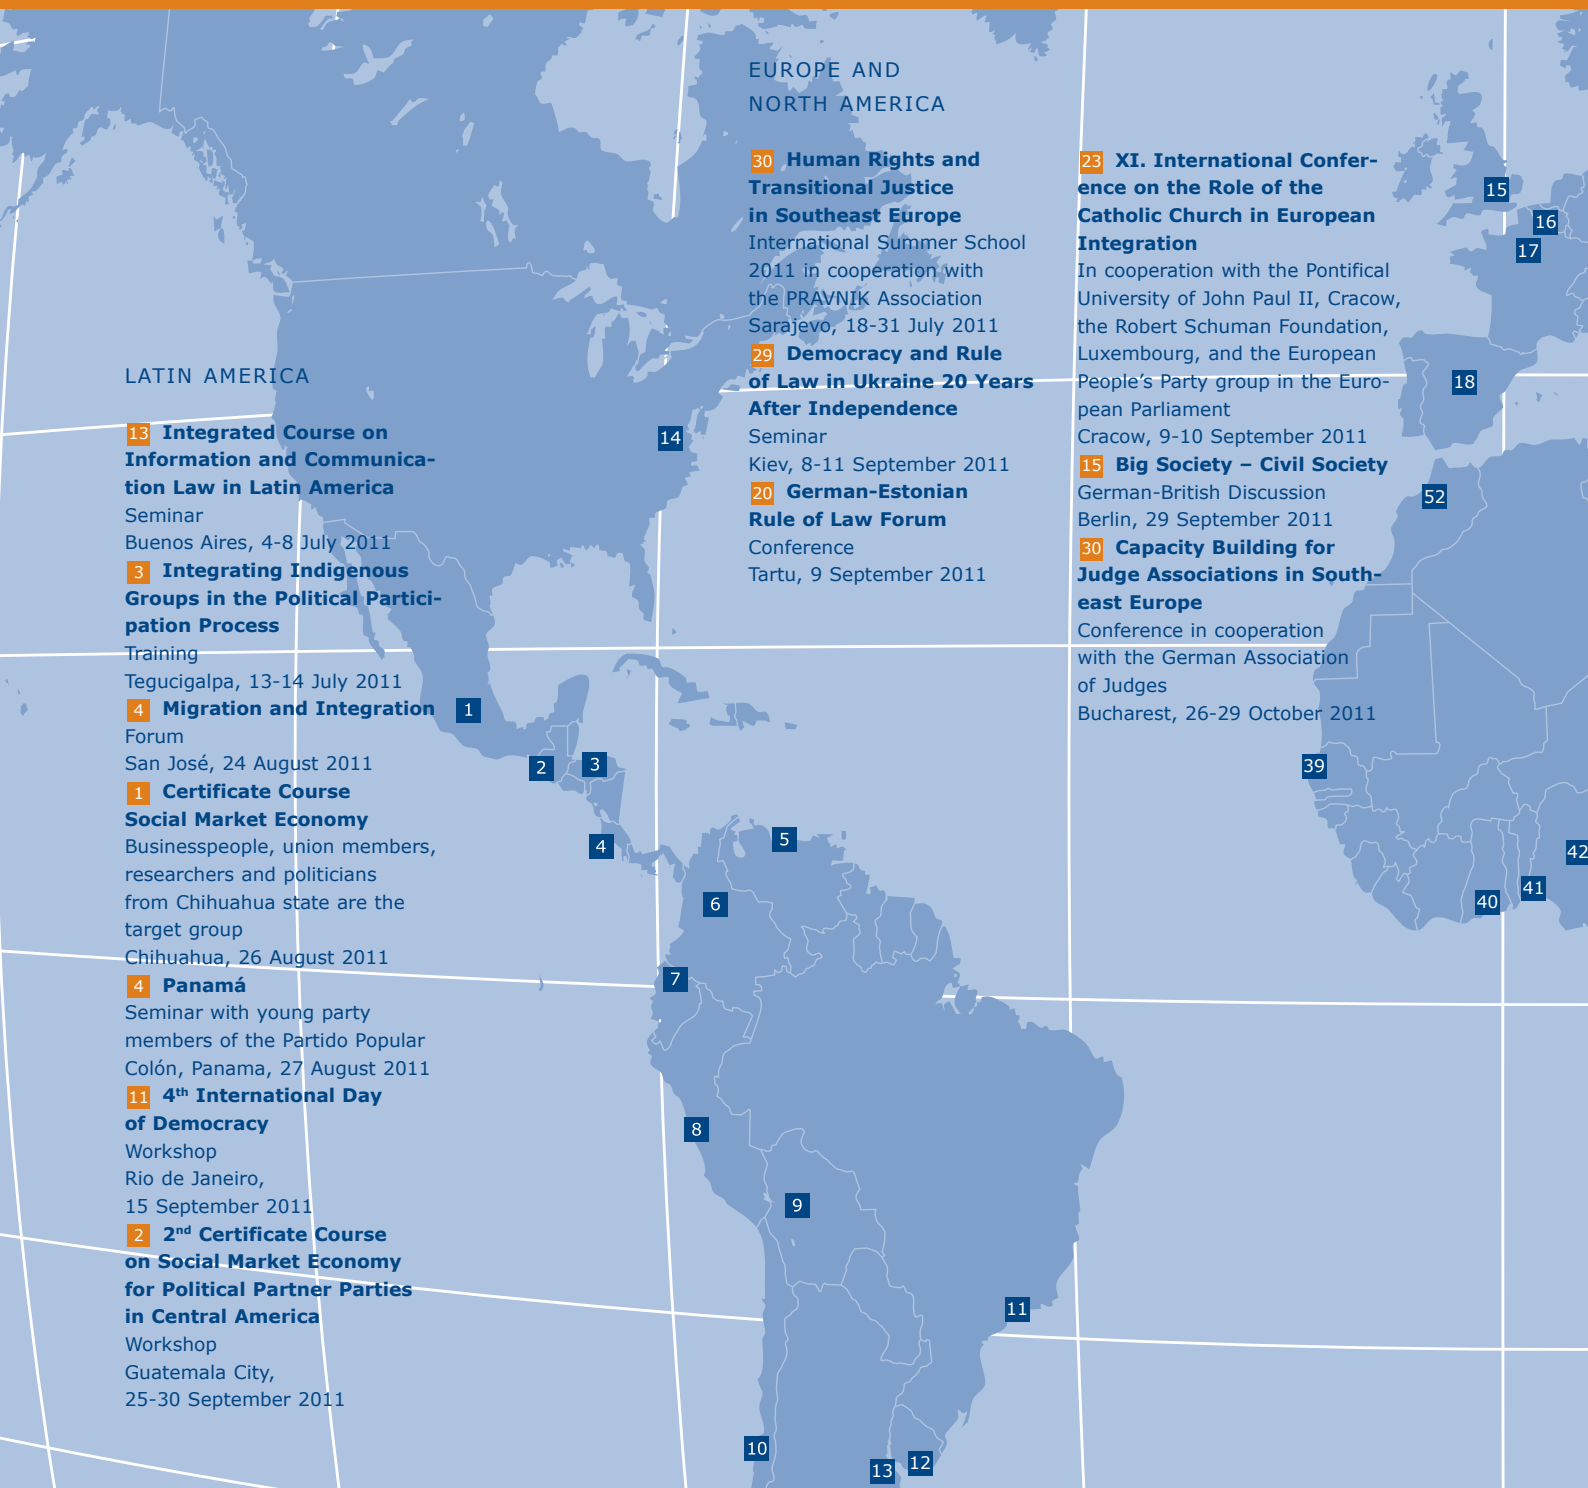 LATIN AMERICA
13 Integrated Course on
Information and Communica-
tion Law in Latin America
Seminar
Buenos Aires, 4-8 July 2011
3 Integrating Indigenous
Groups in the Political Partici-
pation Process
Training
Tegucigalpa, 13-14 July 2011
4 Migration and Integration
Forum
San José, 24 August 2011
1 Certificate Course
Social Market Economy
Businesspeople, union members,
researchers and politicians
from Chihuahua state are the
target group
Chihuahua, 26 August 2011
4 Panamá
Seminar with young party
members of the Partido Popular
Colón, Panama, 27 August 2011
11 4th International Day
of Democracy
Workshop
Rio de Janeiro,
15 September 2011
2 2nd Certificate Course
on Social Market Economy
for Political Partner Parties
in Central America
Workshop
Guatemala City,
25-30 September 2011
EUROPE AND
NORTH AMERICA
30 Human Rights and
Transitional Justice
in Southeast Europe
International Summer School
2011 in cooperation with
the PRAVNIK Association
Sarajevo, 18-31 July 2011
29 Democracy and Rule
of Law in Ukraine 20 Years
After Independence
Seminar
Kiev, 8-11 September 2011
20 German-Estonian
Rule of Law Forum
Conference
Tartu, 9 September 2011
23 XI. International Confer-
ence on the Role of the
Catholic Church in European
Integration
In cooperation with the Pontifical
University of John Paul II, Cracow,
the Robert Schuman Foundation,
Luxembourg, and the European
People's Party group in the Euro-
pean Parliament
Cracow, 9-10 September 2011
15 Big Society – Civil Society
German-British Discussion
Berlin, 29 September 2011
30 Capacity Building for
Judge Associations in South-
east Europe
Conference in cooperation
with the German Association
of Judges
Bucharest, 26-29 October 2011
1
2
3
4
5
6
7
8
9
10
11
12
13
14
15
16
17
18
52
39
40
41
42